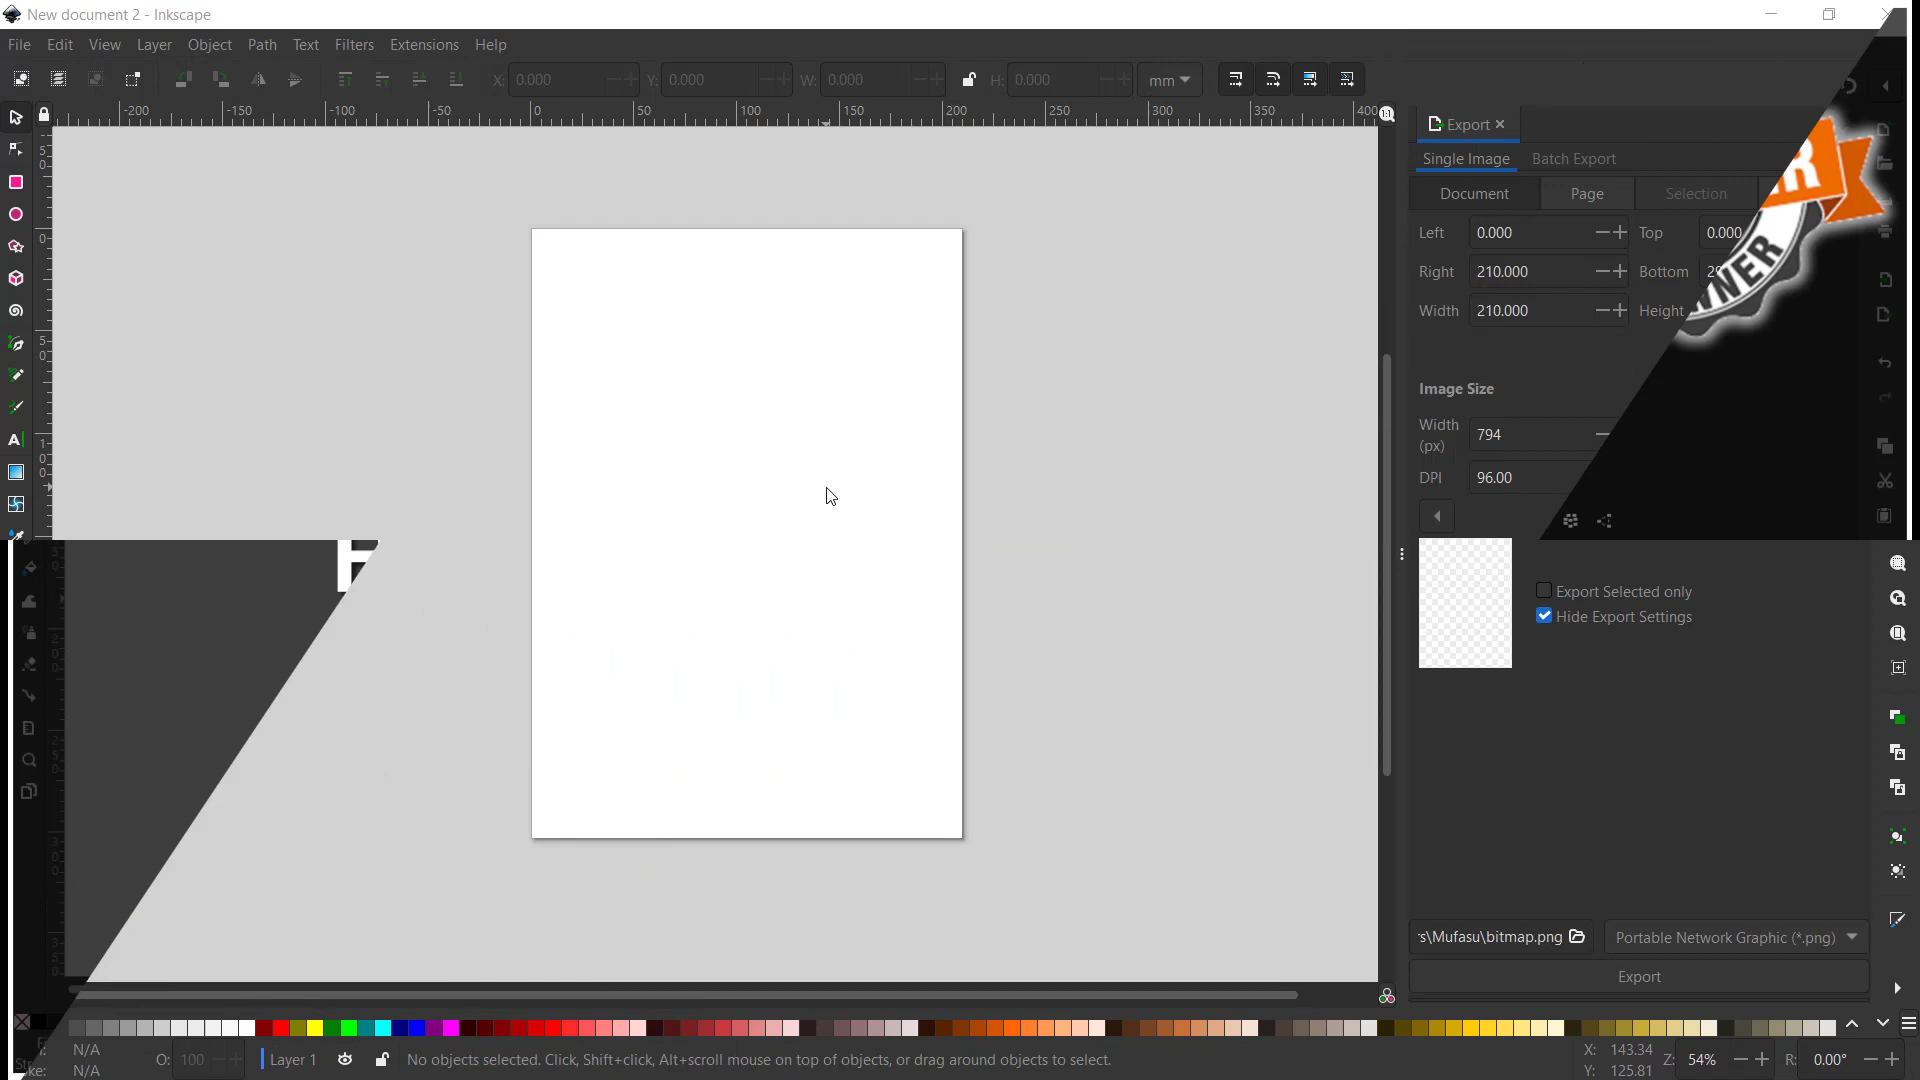 New document 2 - Inkscape
File Edit View Layer Object Path Text Filters Extensions Help
X: 0.000 Y: 0.000 W: 0.000 H: 0.000 mm
-200 -150 -100 -50 0 50 100 150 200 250 300 350 400
Export
Single Image Batch Export
Document Page Selection
Left 0.000 Top 0.000
Right 210.000 Bottom
Width 210.000 Height
Image Size
Width
(px)
794
DPI 96.00
Export Selected only
Hide Export Settings
rs\Mufasu\bitmap.png Portable Network Graphic (*.png)
Export
N/A
N/A
O: 100
Layer 1
No objects selected. Click, Shift+click, Alt+scroll mouse on top of objects, or drag around objects to select.
X: 143.34
Y: 125.81
Z: 54%
R: 0.00°